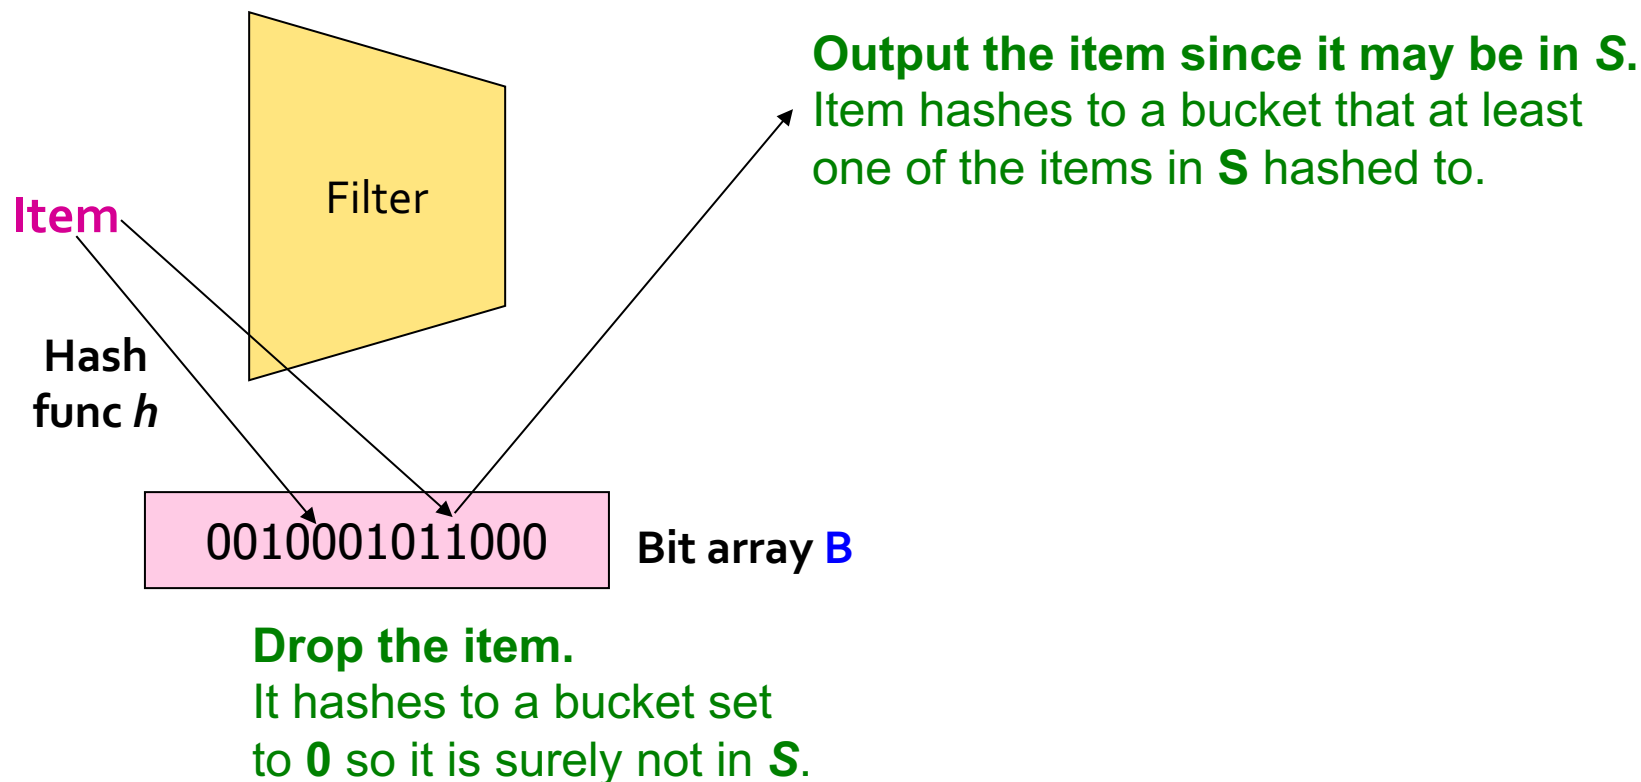 Output the item since it may be in S.
Item hashes to a bucket that at least
one of the items in S hashed to.
Filter
Item
Hash
func h
0010001011000
Bit array B
Drop the item.
It hashes to a bucket set
to 0 so it is surely not in S.